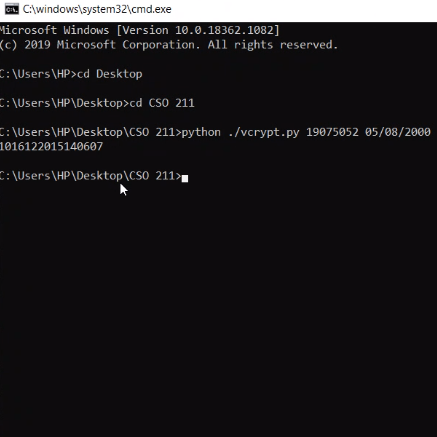 C:\windows\system32\cmd.exe
Microsoft Windows [Version 10.0.18362.1082]
(c) 2019 Microsoft Corporation. All rights reserved.
C:\Users\HP>cd Desktop
C:\Users\HP\Desktop>cd CSO 211
C:\Users\HP\Desktop\CSO 211>python ./vcrypt.py 19075052 05/08/2000
1016122015140607
C:\Users\HP\Desktop\CSO 211>